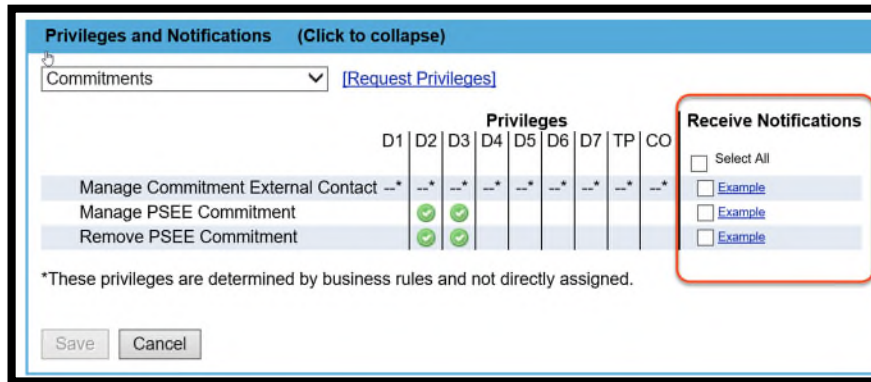 Privileges and Notifications (Click to collapse)
Commitments [Request Privileges]
Privileges Receive Notifications
D1 D2 D3 D4 D5 D6 D7 TP CO
Select All
Manage Commitment External Contact --* --* --* --* --* --* --* --* --* Example
Manage PSEE Commitment Example
Remove PSEE Commitment Example
*These privileges are determined by business rules and not directly assigned.
Save Cancel